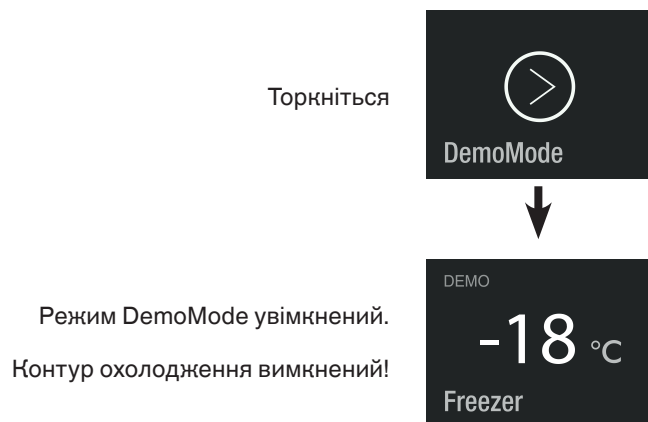 Торкніться
DemoMode
DEMO
Режим DemoMode увімкнений.
-18 °C
Контур охолодження вимкнений!
Freezer